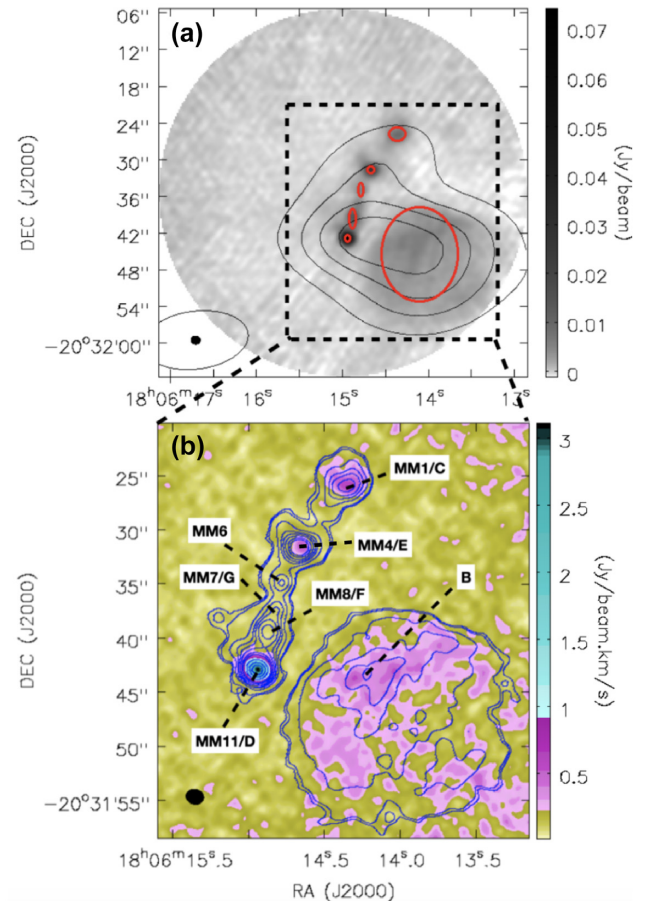 (a)
06''
12''
18''
24''
30''
36''
42''
48''
54''
−20°32'00''
DEC (J2000)
18ʰ06ᵐ17ˢ 16ˢ 15ˢ 14ˢ 13ˢ
0.07
0.06
0.05
0.04
0.03
0.02
0.01
0
(Jy/beam)
(b)
25''
30''
35''
40''
45''
50''
−20°31'55''
DEC (J2000)
MM1/C
MM6
MM4/E
MM7/G
MM8/F
B
MM11/D
3
2.5
2
1.5
1
0.5
(Jy/beam.km/s)
18ʰ06ᵐ15ˢ.5 14ˢ.5 14ˢ.0 13ˢ.5
RA (J2000)